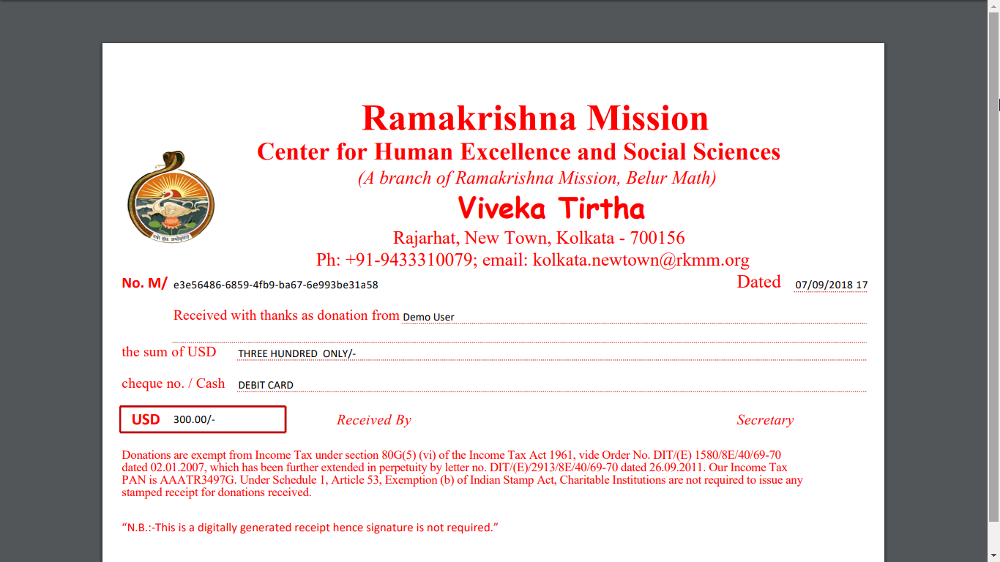 Ramakrishna Mission
Center for Human Excellence and Social Sciences
(A branch of Ramakrishna Mission, Belur Math)
Viveka Tirtha
Rajarhat, New Town, Kolkata - 700156
Ph: +91-9433310079; email: kolkata.newtown@rkmm.org
No. M/ e3e56486-6859-4fb9-ba67-6e993be31a58 Dated 07/09/2018 17
Received with thanks as donation from Demo User
the sum of USD THREE HUNDRED ONLY/-
cheque no. / Cash DEBIT CARD
USD 300.00/- Received By Secretary
Donations are exempt from Income Tax under section 80G(5) (vi) of the Income Tax Act 1961, vide Order No. DIT/(E) 1580/8E/40/69-70
dated 02.01.2007, which has been further extended in perpetuity by letter no. DIT/(E)/2913/8E/40/69-70 dated 26.09.2011. Our Income Tax
PAN is AAATR3497G. Under Schedule 1, Article 53, Exemption (b) of Indian Stamp Act, Charitable Institutions are not required to issue any
stamped receipt for donations received.
“N.B.:-This is a digitally generated receipt hence signature is not required.”